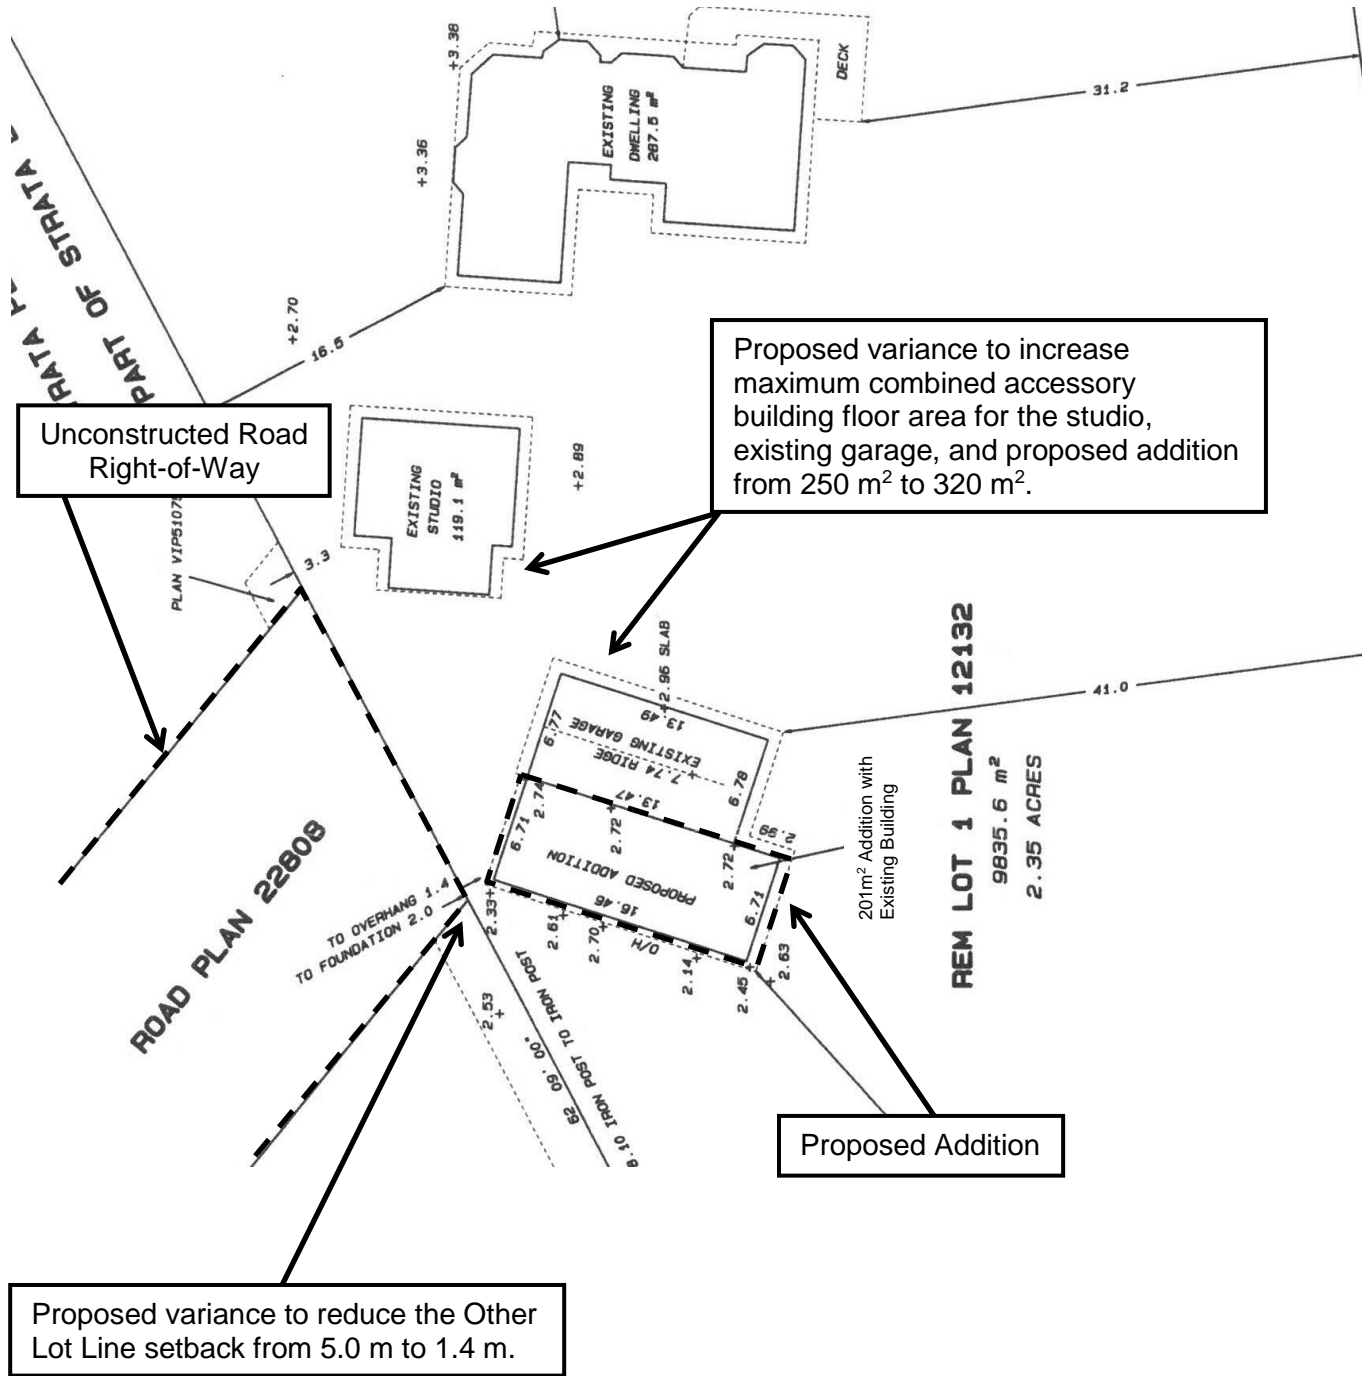 +3.38
DECK
31.2
EXISTING
DWELLING
287.5 m²
+3.36
PART OF STRATA
+2.70
16.5
Proposed variance to increase
maximum combined accessory
building floor area for the studio,
existing garage, and proposed addition
from 250 m² to 320 m².
Unconstructed Road
Right-of-Way
EXISTING
STUDIO
119.1 m²
+2.89
PLAN VIP51075
3.3
+2.96 SLAB
13.49
EXISTING GARAGE
7.74 RIDGE
6.77
6.78
41.0
REM LOT 1 PLAN 12132
9835.6 m²
2.35 ACRES
13.47
2.74
2.72
2.72
2.99
6.71
PROPOSED ADDITION
16.46
6.71
201m² Addition with
Existing Building
ROAD PLAN 22808
TO OVERHANG 1.4
TO FOUNDATION 2.0
2.33+
2.61
2.70
O/H
2.14
2.45
2.63
2.53
62 09' 00"
8.10 IRON POST TO IRON POST
Proposed Addition
Proposed variance to reduce the Other
Lot Line setback from 5.0 m to 1.4 m.